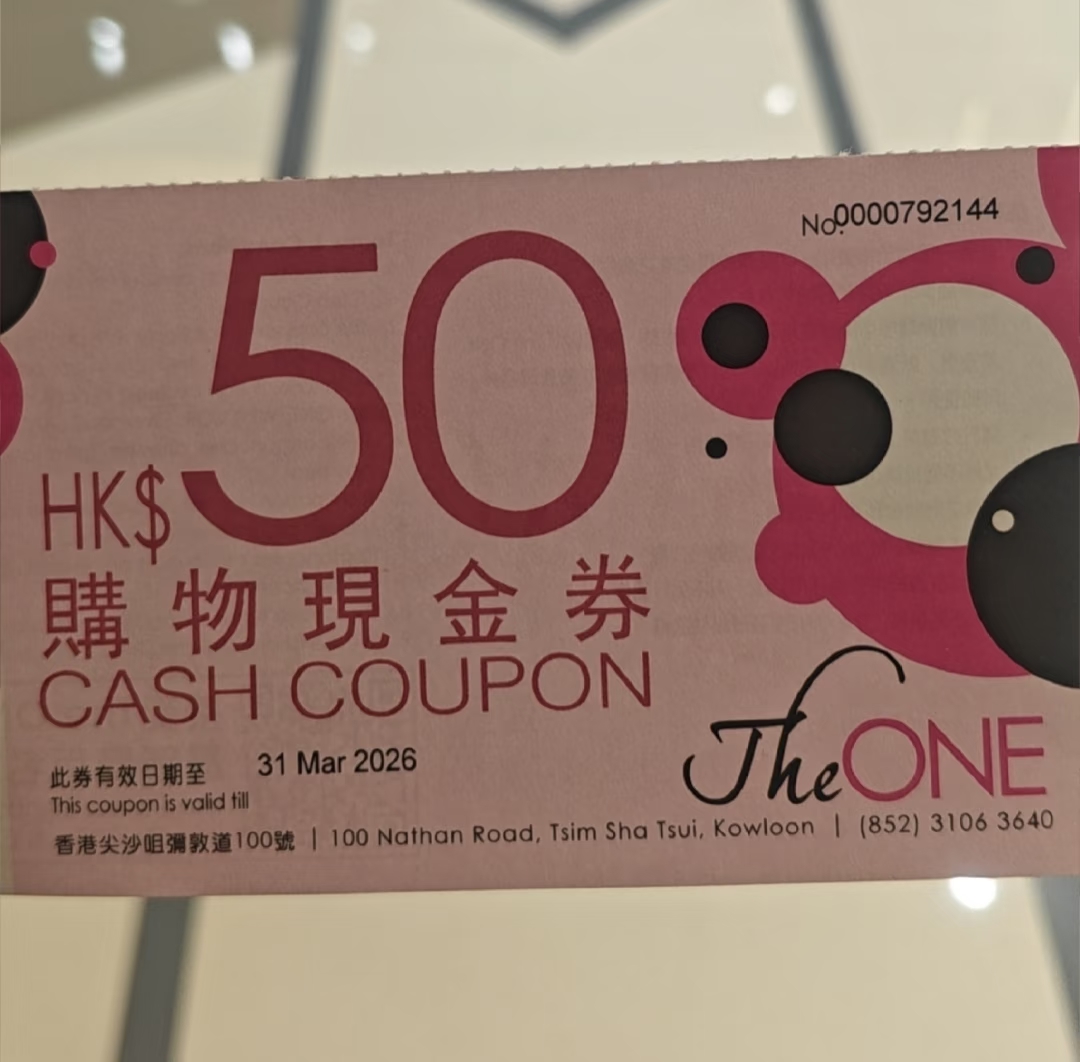 No.0000792144
HK$50
購物現金券
CASH COUPON
此券有效日期至 31 Mar 2026
This coupon is valid till
The ONE
香港尖沙咀彌敦道100號 | 100 Nathan Road, Tsim Sha Tsui, Kowloon | (852) 3106 3640